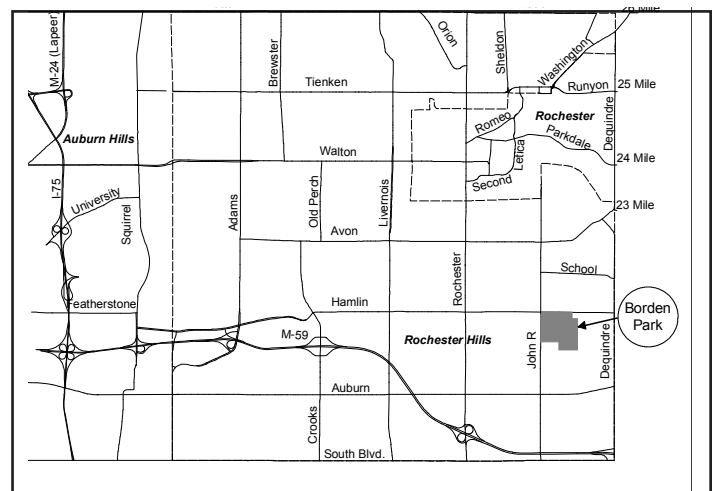 26 Mile
M-24 (Lapeer)
Orion
Sheldon
Brewster
Washington
Tienken
Runyon
25 Mile
Rochester
Romeo
Dequindre
Auburn Hills
Parkdale
Walton
Letica
24 Mile
I-75
University
Second
Old Perch
Livernois
23 Mile
Squirrel
Adams
Avon
School
Rochester
Featherstone
Hamlin
Borden
Park
M-59
Rochester Hills
John R
Dequindre
Auburn
Crooks
South Blvd.